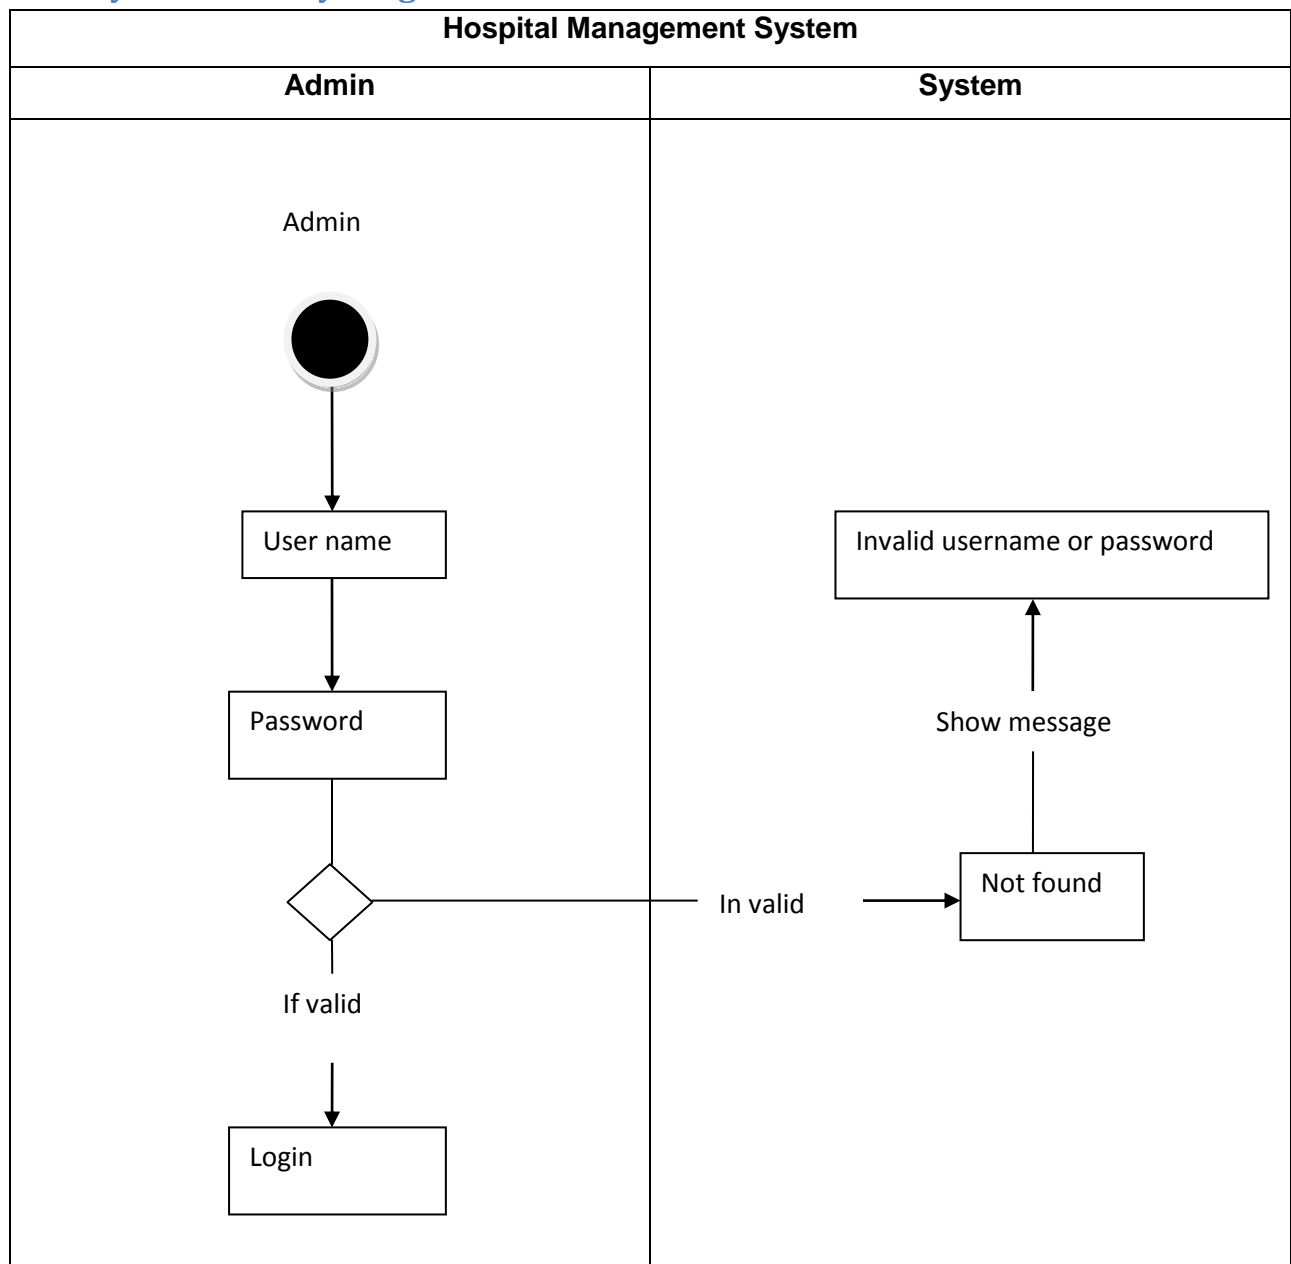 Hospital Management System
Admin
System
Admin
User name
Invalid username or password
Password
Show message
Not found
In valid
If valid
Login